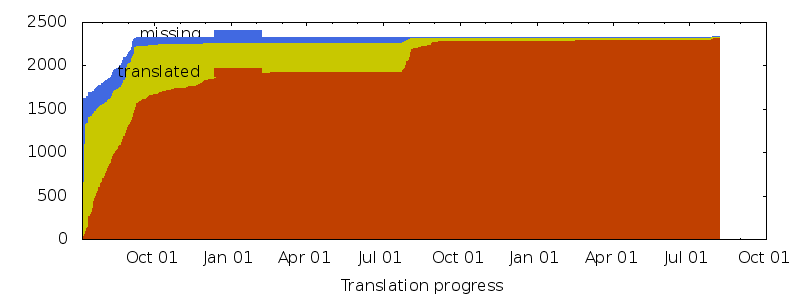 2500
missing
2000
translated
1500
1000
500
0
Oct 01 Jan 01 Apr 01 Jul 01 Oct 01 Jan 01 Apr 01 Jul 01 Oct 01
Translation progress